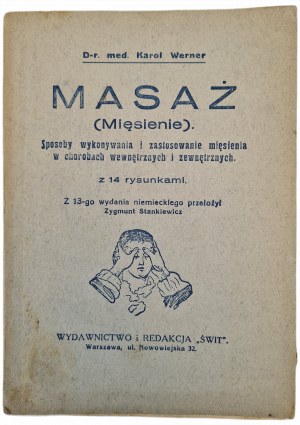 D-r. med. Karol Werner
MASAŻ
(Mięsienie).
Sposoby wykonywania i zastosowanie mięsienia
w chorobach wewnętrznych i zewnętrznych.
z 14 rysunkami.
Z 13-go wydania niemieckiego przełożył
Zygmunt Stankiewicz
WYDAWNICTWO i REDAKCJA „ŚWIT".
Warszawa, ul. Nowowiejska 32.